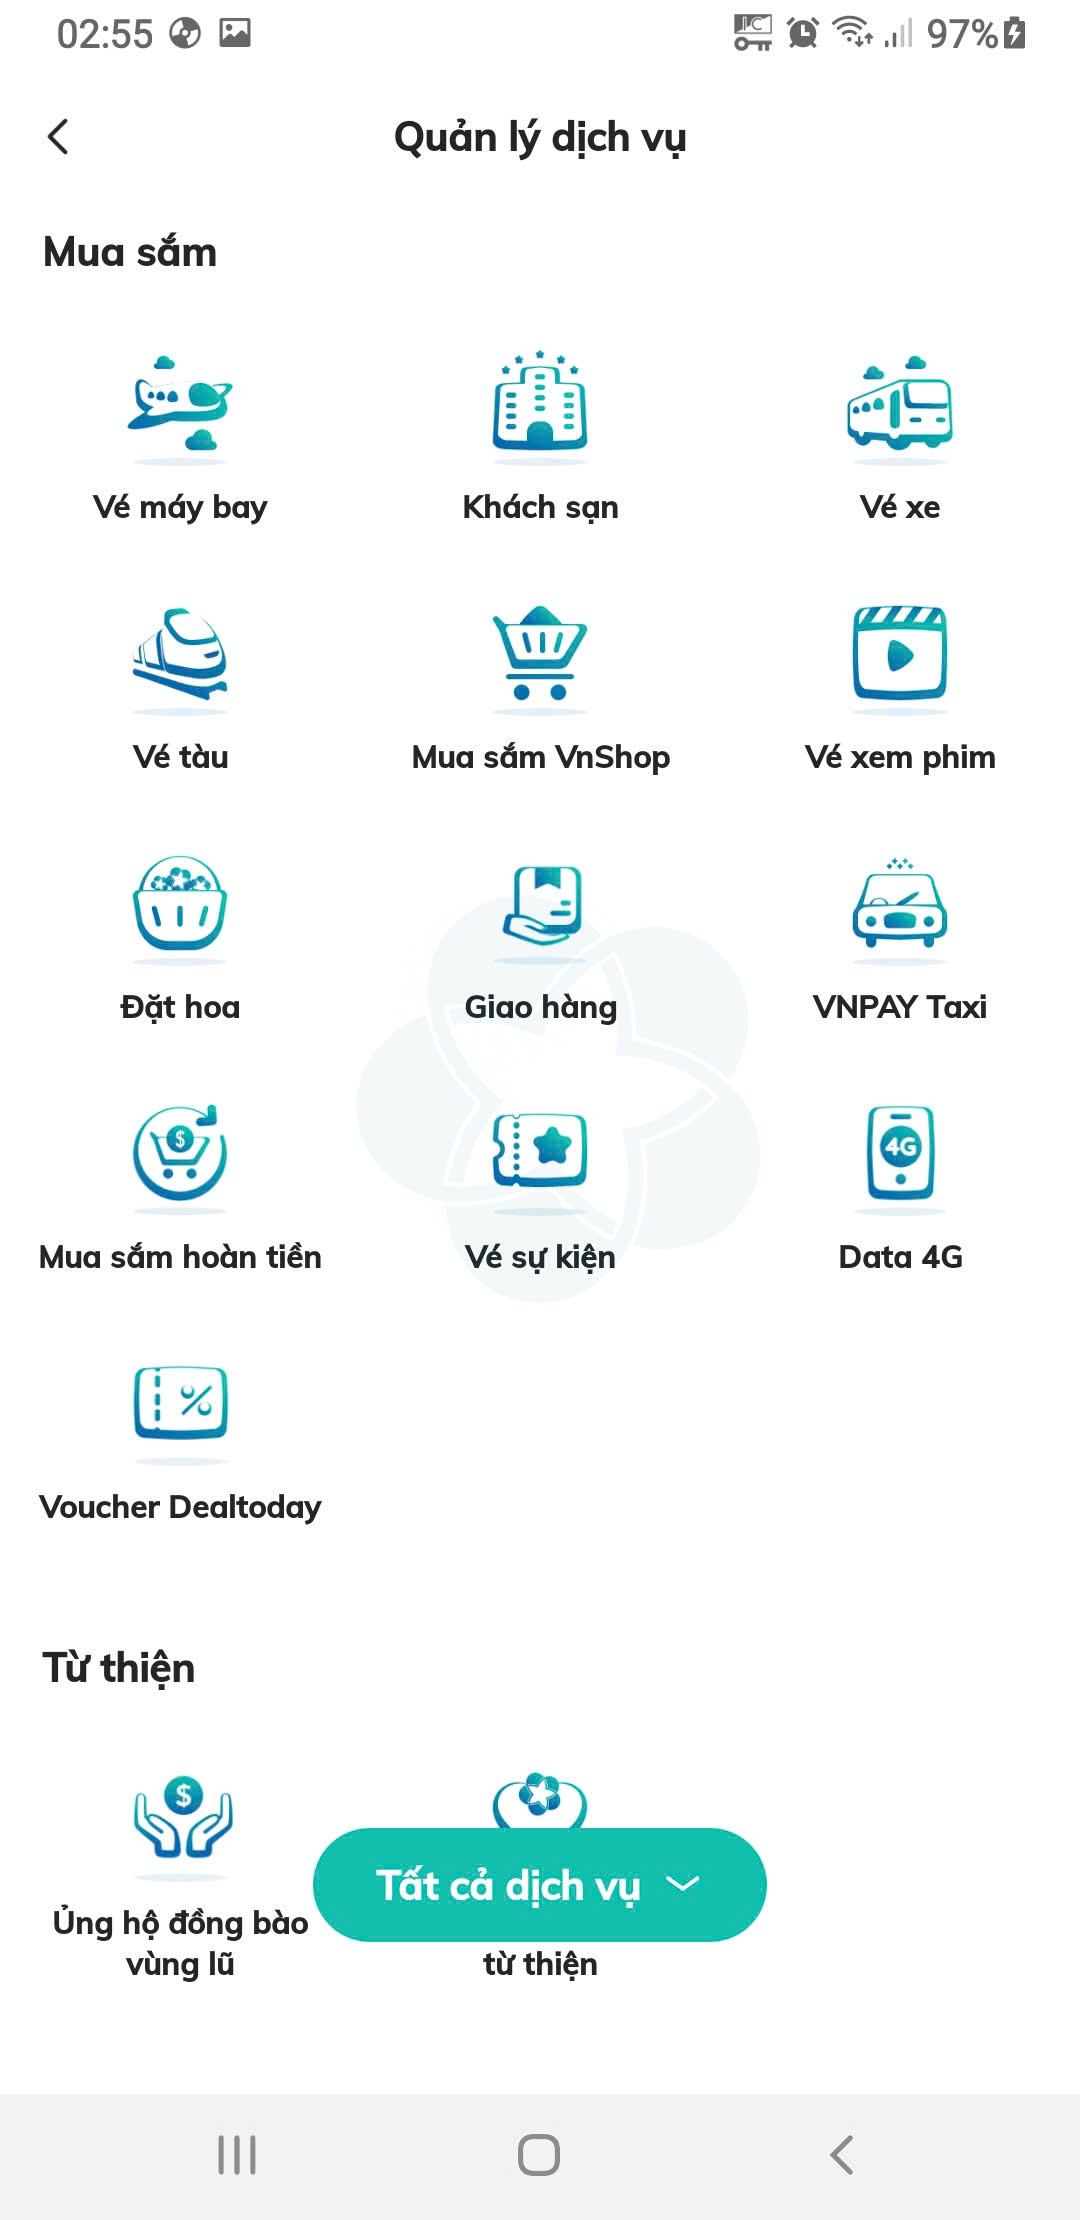 02:55
97%
Quản lý dịch vụ
Mua sắm
Vé máy bay
Khách sạn
Vé xe
Vé tàu
Mua sắm VnShop
Vé xem phim
Đặt hoa
Giao hàng
VNPAY Taxi
Mua sắm hoàn tiền
Vé sự kiện
4G
Data 4G
Voucher Dealtoday
Từ thiện
Tất cả dịch vụ
Ủng hộ đồng bào
vùng lũ
từ thiện